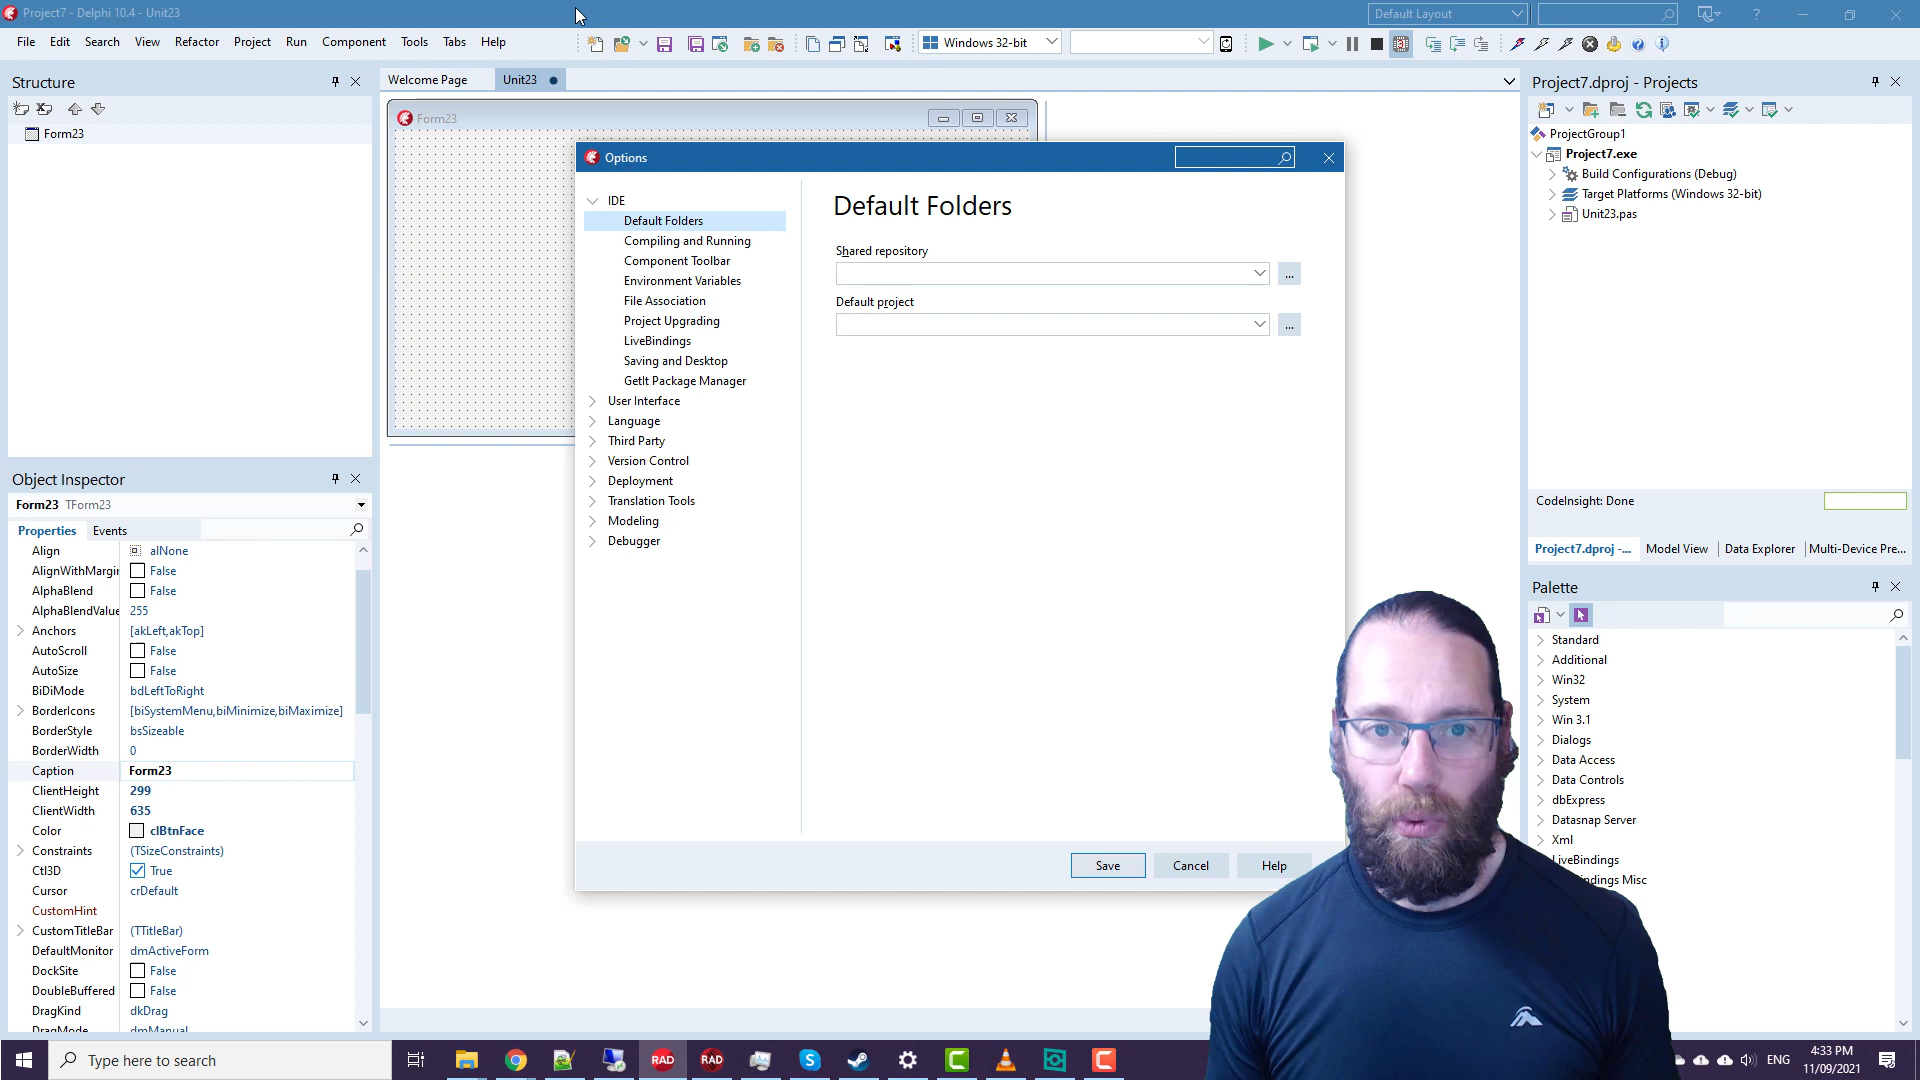 Project7 - Delphi 10.4 - Unit23
Default Layout
File Edit Search View Refactor Project Run Component Tools Tabs Help
Windows 32-bit
Structure
Form23
Welcome Page
Unit23
Form23
Options
IDE
Default Folders
Compiling and Running
Component Toolbar
Environment Variables
File Association
Project Upgrading
LiveBindings
Saving and Desktop
GetIt Package Manager
User Interface
Language
Third Party
Version Control
Deployment
Translation Tools
Modeling
Debugger
Default Folders
Shared repository
...
Default project
...
Save
Cancel
Help
Project7.dproj - Projects
ProjectGroup1
Project7.exe
Build Configurations (Debug)
Target Platforms (Windows 32-bit)
Unit23.pas
CodeInsight: Done
Project7.dproj -...
Model View
Data Explorer
Multi-Device Pre...
Palette
Standard
Additional
Win32
System
Win 3.1
Dialogs
Data Access
Data Controls
dbExpress
Datasnap Server
Xml
LiveBindings
ndings Misc
Object Inspector
Form23 TForm23
Properties Events
Align alNone
AlignWithMargin False
AlphaBlend False
AlphaBlendValue 255
Anchors [akLeft,akTop]
AutoScroll False
AutoSize False
BiDiMode bdLeftToRight
BorderIcons [biSystemMenu,biMinimize,biMaximize]
BorderStyle bsSizeable
BorderWidth 0
Caption Form23
ClientHeight 299
ClientWidth 635
Color clBtnFace
Constraints (TSizeConstraints)
Ctl3D True
Cursor crDefault
CustomHint
CustomTitleBar (TTitleBar)
DefaultMonitor dmActiveForm
DockSite False
DoubleBuffered False
DragKind dkDrag
DragMode dmManual
Type here to search
RAD
RAD
ENG
4:33 PM
11/09/2021